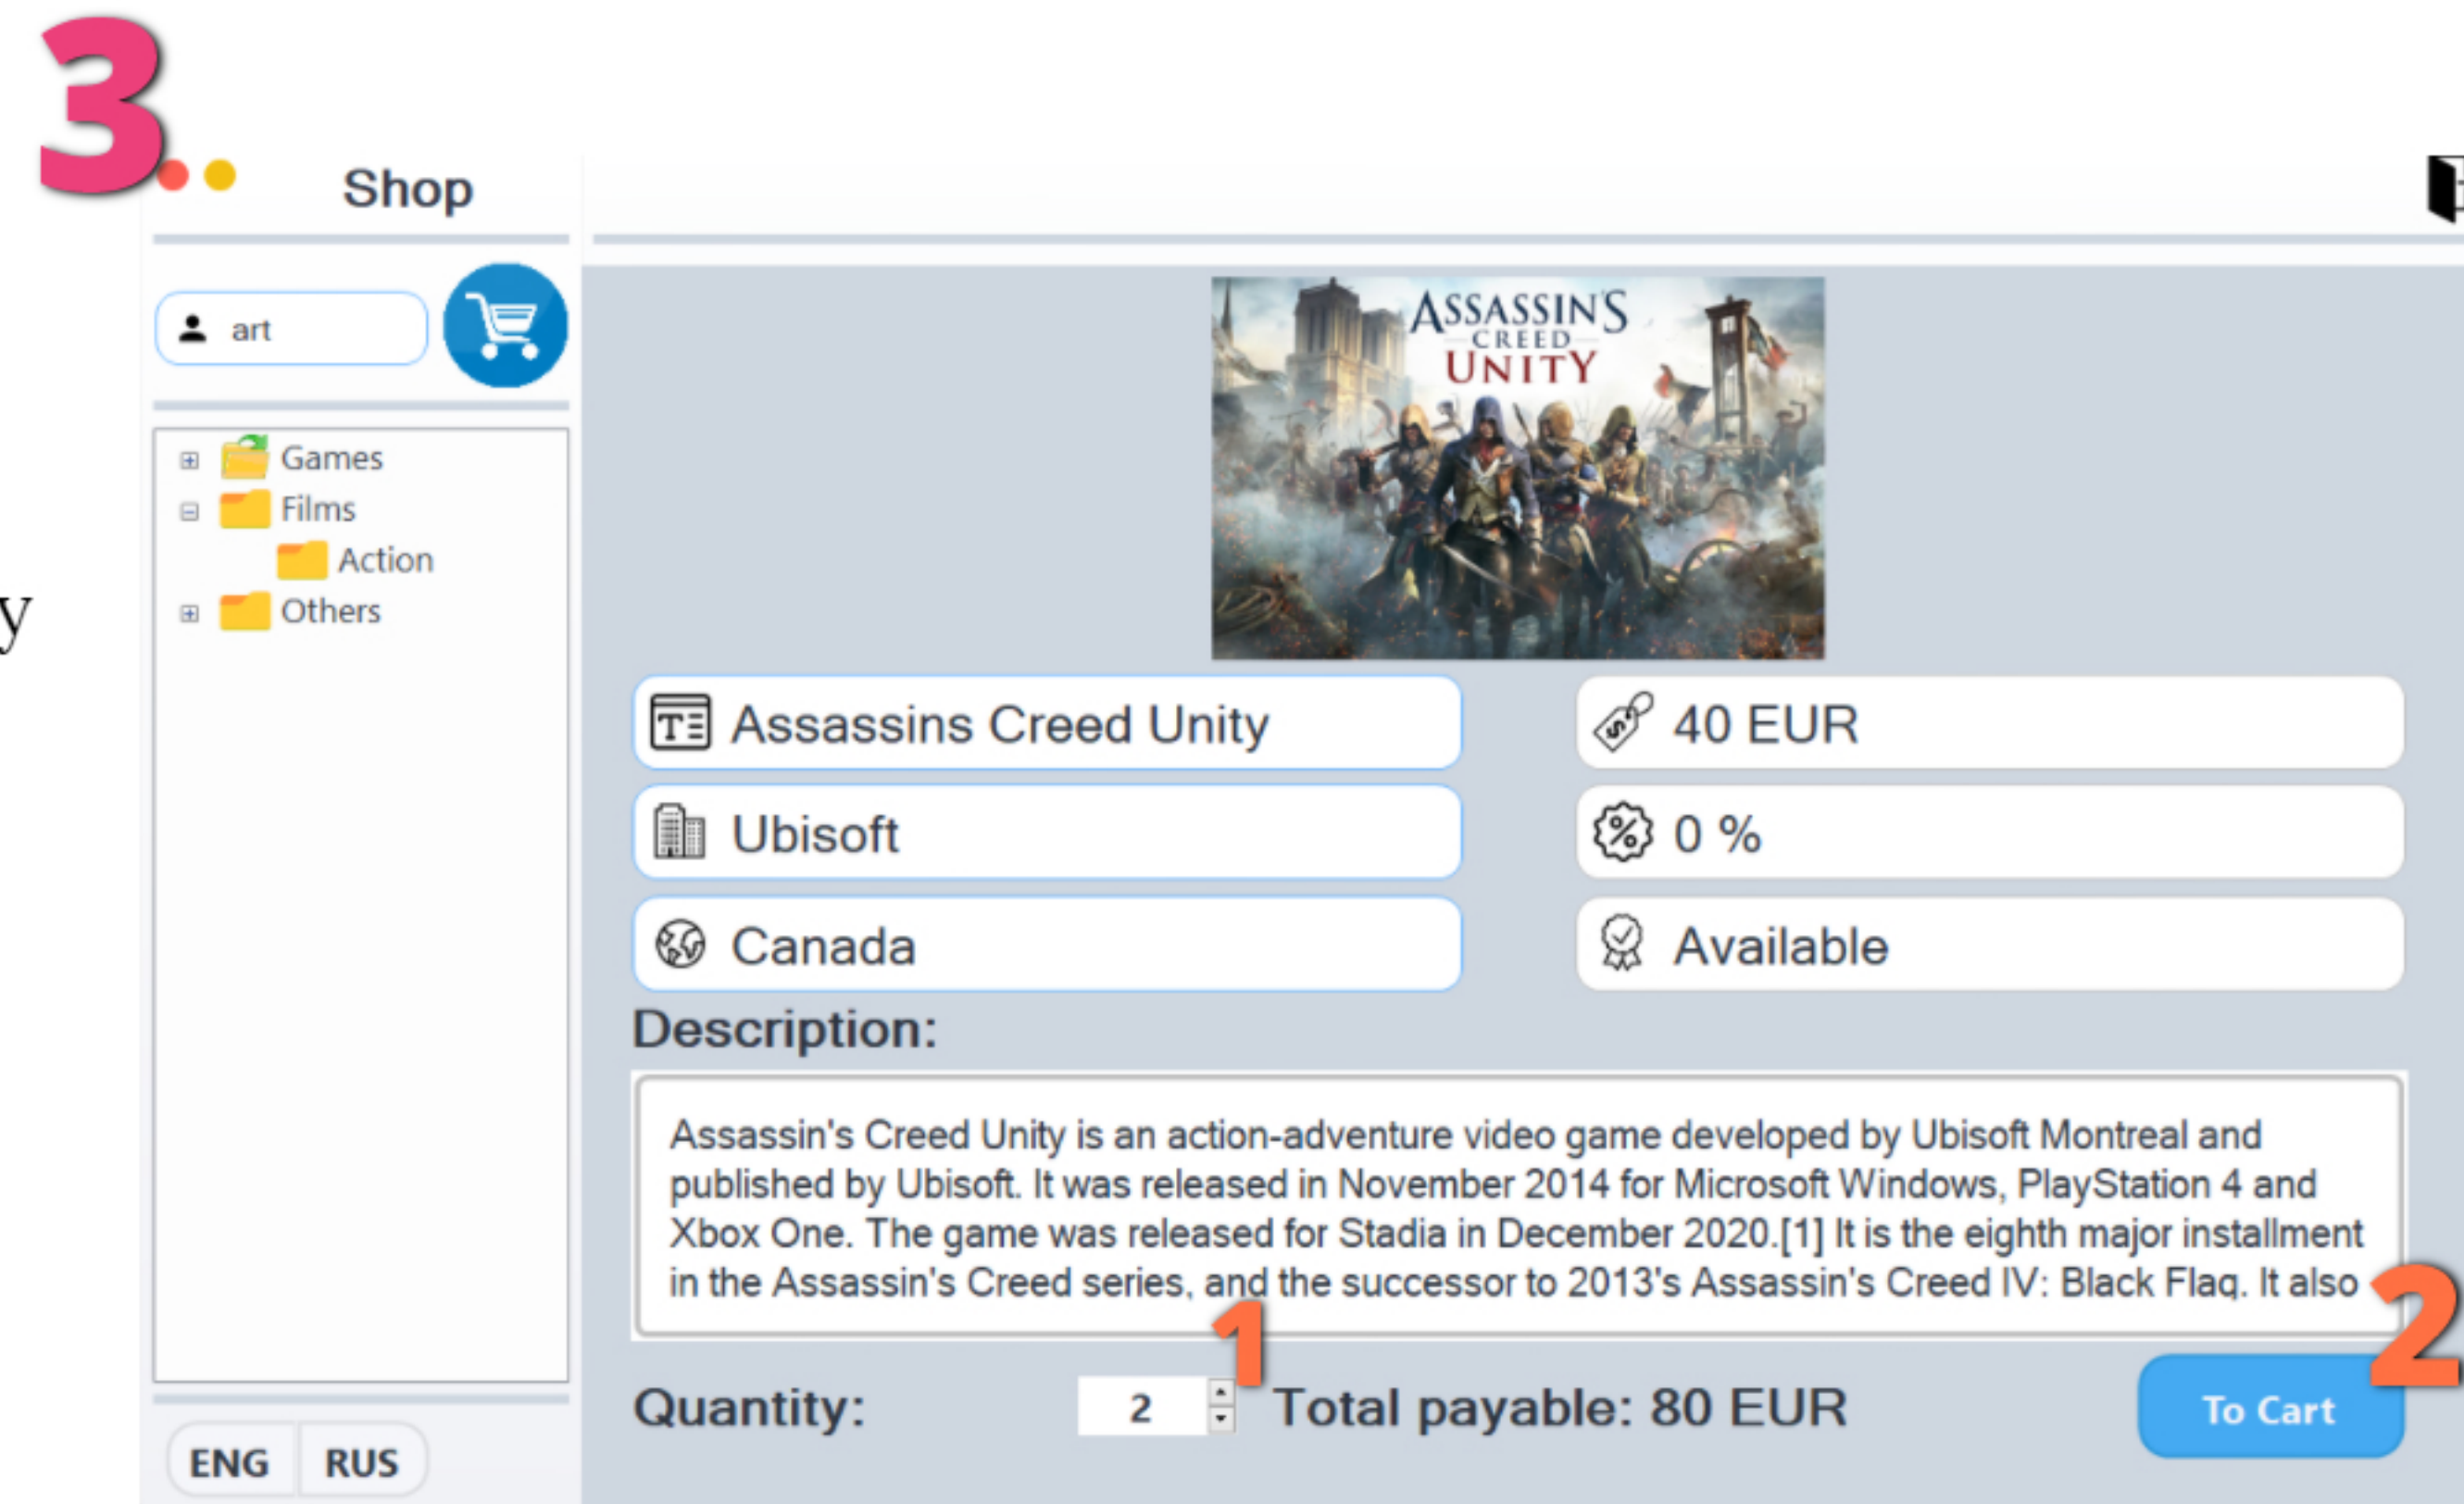 3
Shop
art
Games
Films
Action
Others
y
ENG RUS
ASSASSIN'S
CREED
UNITY
Assassins Creed Unity
40 EUR
Ubisoft
0 %
Canada
Available
Description:
Assassin's Creed Unity is an action-adventure video game developed by Ubisoft Montreal and
published by Ubisoft. It was released in November 2014 for Microsoft Windows, PlayStation 4 and
Xbox One. The game was released for Stadia in December 2020.[1] It is the eighth major installment
in the Assassin's Creed series, and the successor to 2013's Assassin's Creed IV: Black Flag. It also
1
2
Quantity: 2 Total payable: 80 EUR
To Cart